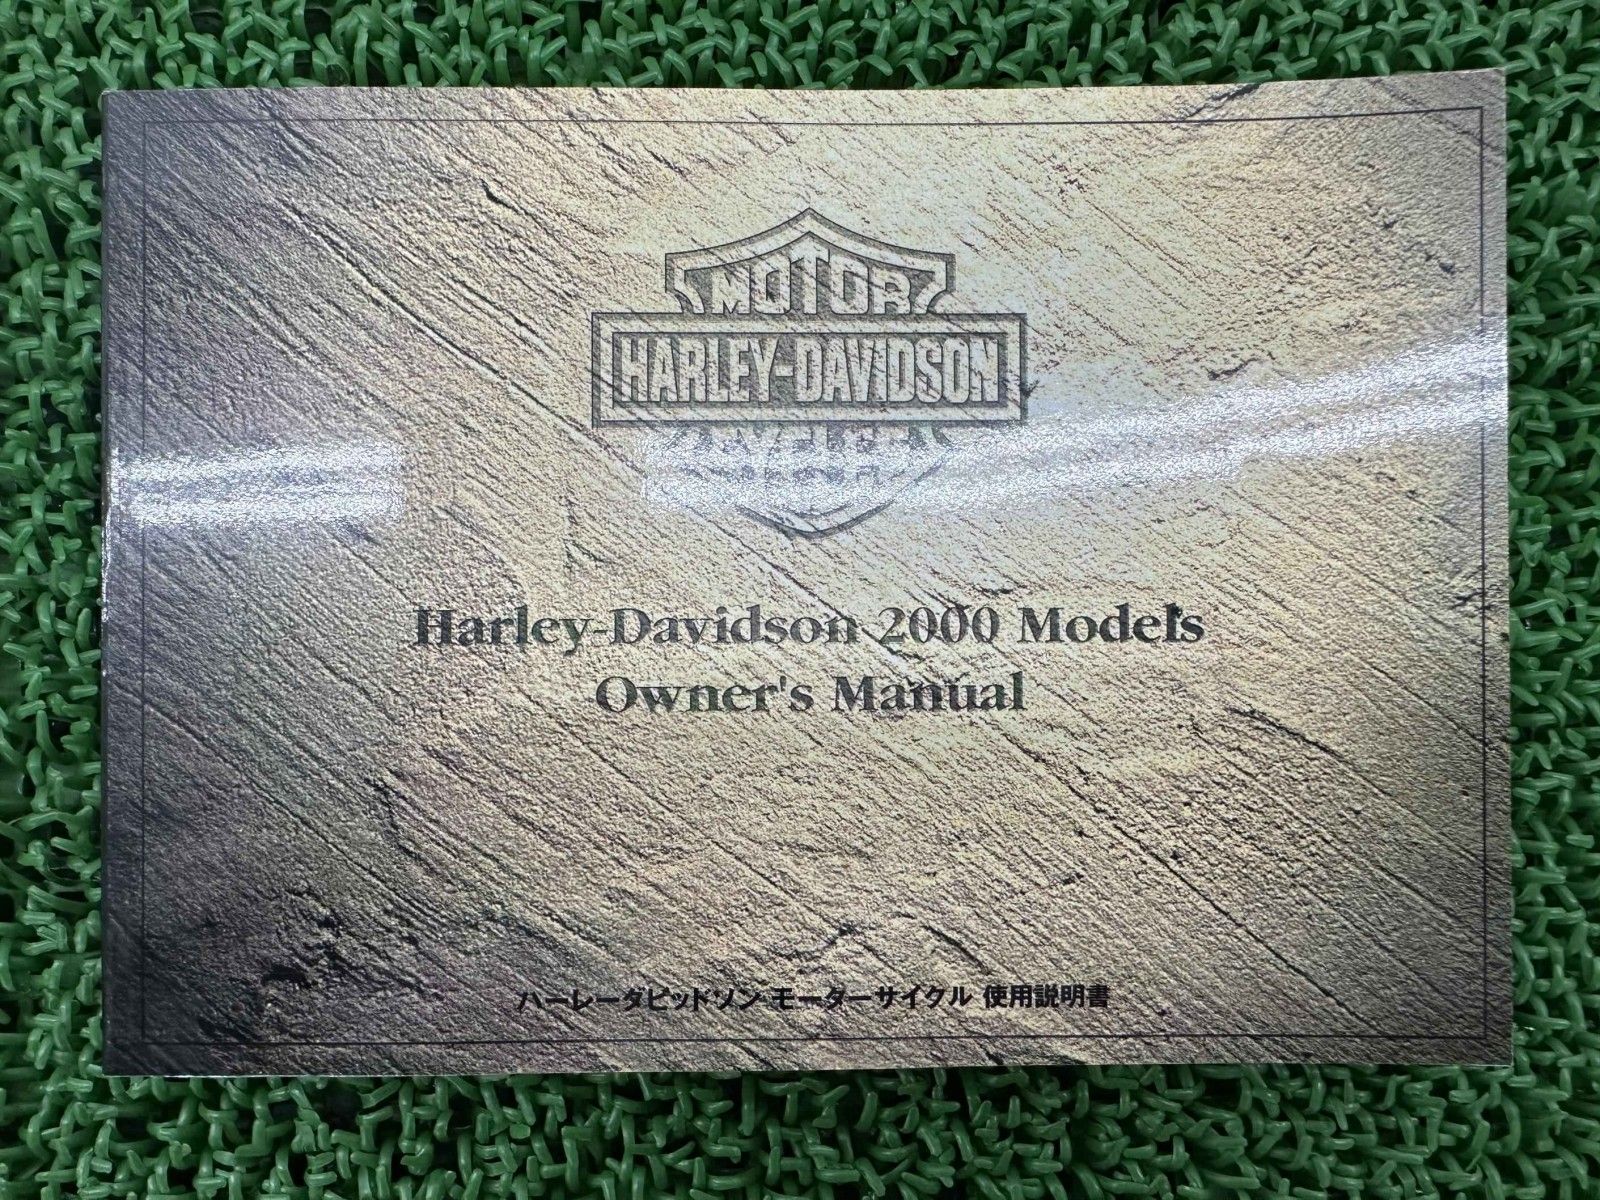 MOTOR
HARLEY-DAVIDSON
Harley-Davidson 2000 Models
Owner's Manual
ハーレーダビッドソン モーターサイクル 使用説明書